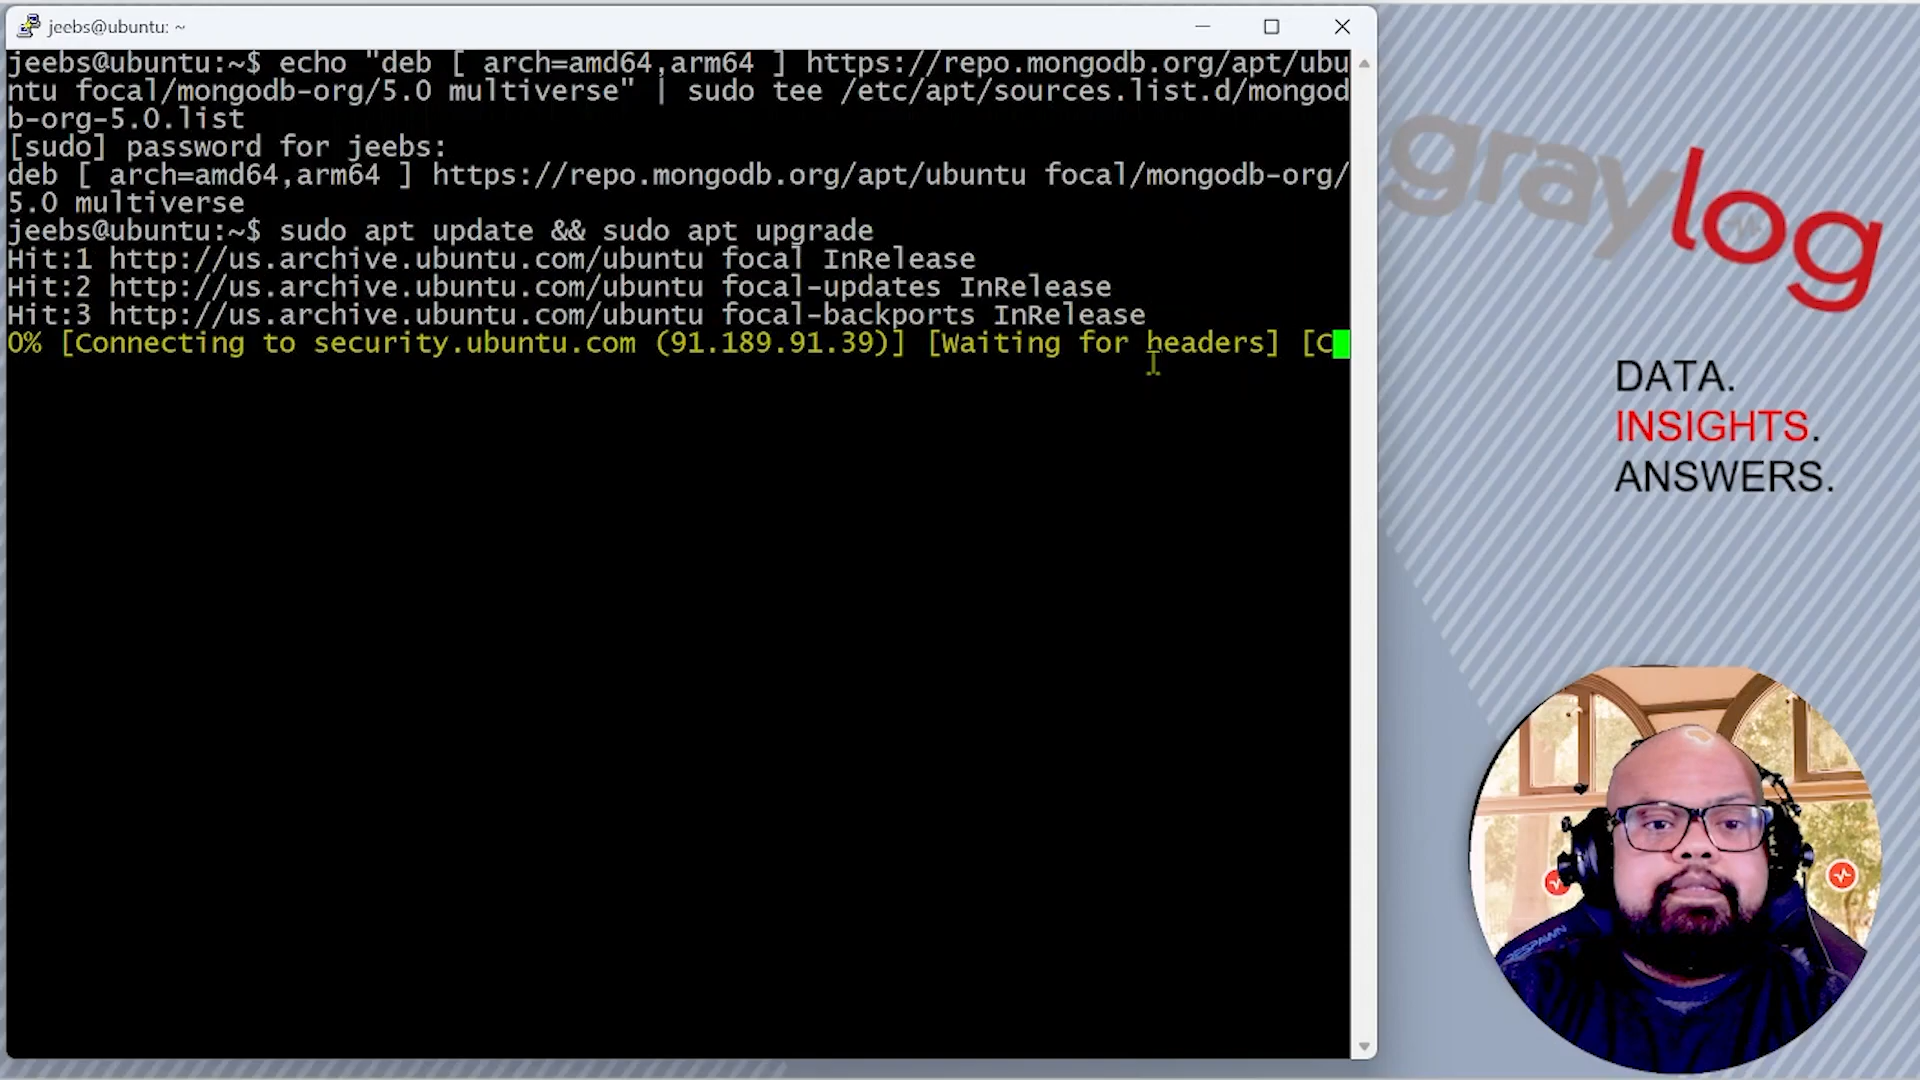 jeebs@ubuntu: ~
jeebs@ubuntu:~$ echo "deb [ arch=amd64,arm64 ] https://repo.mongodb.org/apt/ubu
ntu focal/mongodb-org/5.0 multiverse" | sudo tee /etc/apt/sources.list.d/mongod
b-org-5.0.list
[sudo] password for jeebs:
deb [ arch=amd64,arm64 ] https://repo.mongodb.org/apt/ubuntu focal/mongodb-org/
5.0 multiverse
jeebs@ubuntu:~$ sudo apt update && sudo apt upgrade
Hit:1 http://us.archive.ubuntu.com/ubuntu focal InRelease
Hit:2 http://us.archive.ubuntu.com/ubuntu focal-updates InRelease
Hit:3 http://us.archive.ubuntu.com/ubuntu focal-backports InRelease
0% [Connecting to security.ubuntu.com (91.189.91.39)] [Waiting for headers] [C
graylog
DATA.
INSIGHTS.
ANSWERS.
RESPAWN